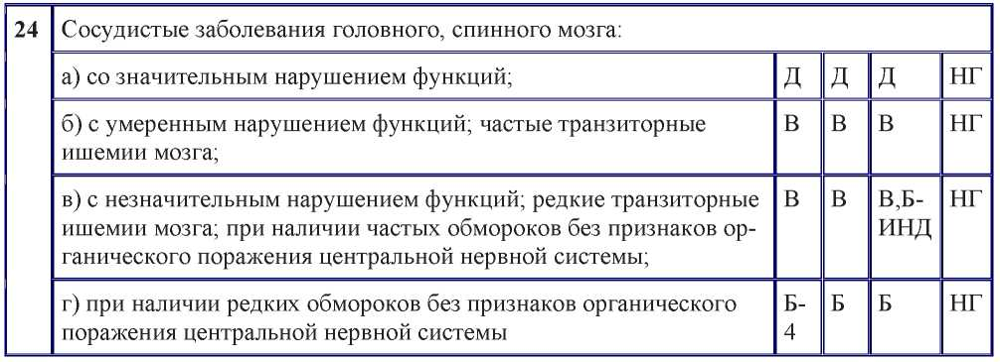 24 Сосудистые заболевания головного, спинного мозга:
а) со значительным нарушением функций; Д Д Д НГ
б) с умеренным нарушением функций; частые транзиторные В В В НГ
ишемии мозга;
в) с незначительным нарушением функций; редкие транзиторные В В В,Б- НГ
ишемии мозга; при наличии частых обмороков без признаков ор- ИНД
ганического поражения центральной нервной системы;
г) при наличии редких обмороков без признаков органического Б- Б Б НГ
поражения центральной нервной системы 4